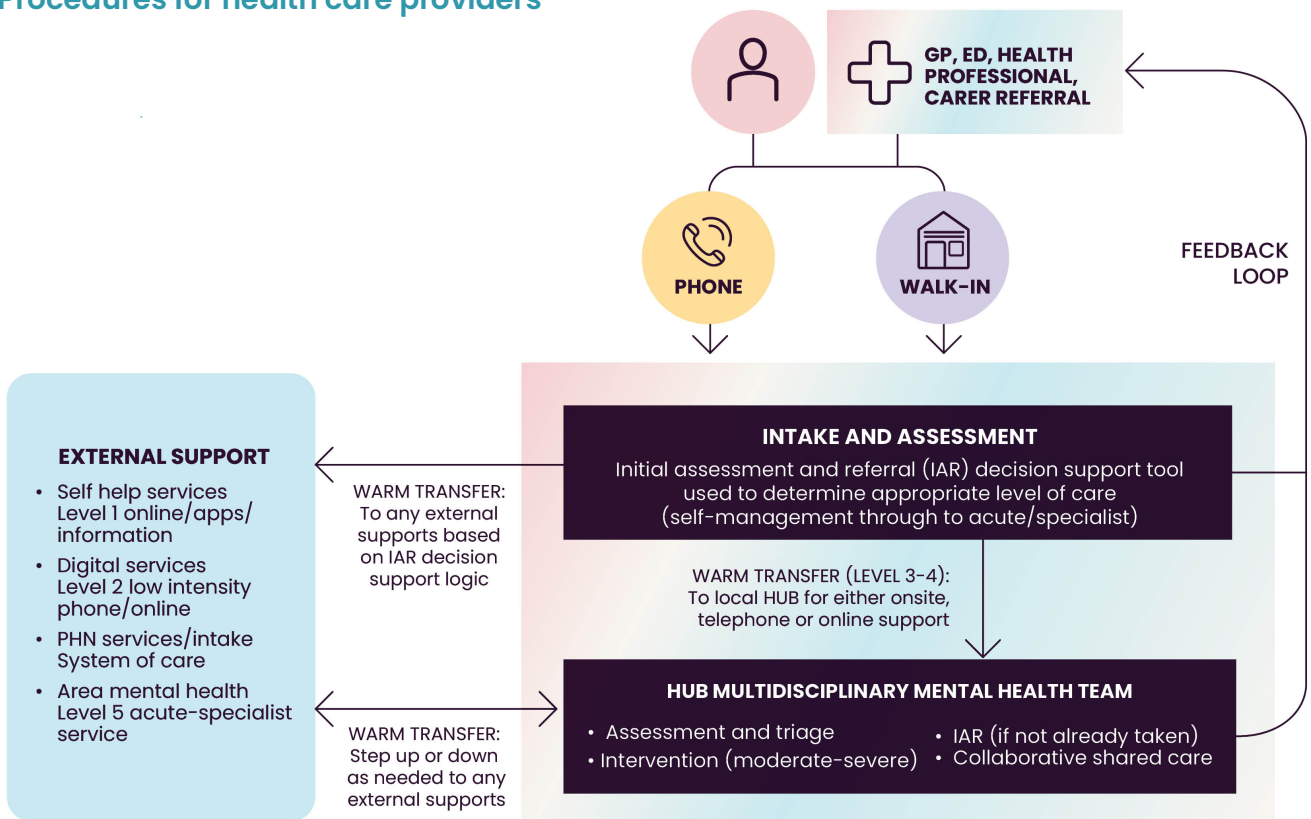 Procedures for health care providers
GP, ED, HEALTH
PROFESSIONAL,
CARER REFERRAL
PHONE
WALK-IN
FEEDBACK
LOOP
INTAKE AND ASSESSMENT
Initial assessment and referral (IAR) decision support tool
used to determine appropriate level of care
(self-management through to acute/specialist)
EXTERNAL SUPPORT
• Self help services
Level 1 online/apps/
information
• Digital services
Level 2 low intensity
phone/online
• PHN services/intake
System of care
• Area mental health
Level 5 acute-specialist
service
WARM TRANSFER:
To any external
supports based
on IAR decision
support logic
WARM TRANSFER (LEVEL 3-4):
To local HUB for either onsite,
telephone or online support
WARM TRANSFER:
Step up or down
as needed to any
external supports
HUB MULTIDISCIPLINARY MENTAL HEALTH TEAM
• Assessment and triage
• Intervention (moderate-severe)
• IAR (if not already taken)
• Collaborative shared care